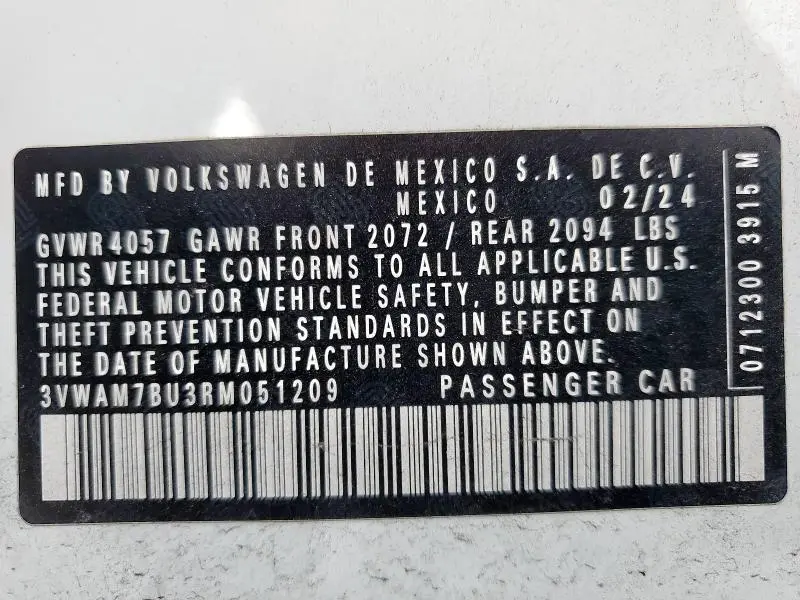 MFD BY VOLKSWAGEN DE MEXICO S.A. DE C.V.
MEXICO 02/24
GVWR 4057 GAWR FRONT 2072 / REAR 2094 LBS
THIS VEHICLE CONFORMS TO ALL APPLICABLE U.S.
FEDERAL MOTOR VEHICLE SAFETY, BUMPER AND
THEFT PREVENTION STANDARDS IN EFFECT ON
THE DATE OF MANUFACTURE SHOWN ABOVE.
3VWAM7BU3RM051209 PASSENGER CAR
0712300 3915 M